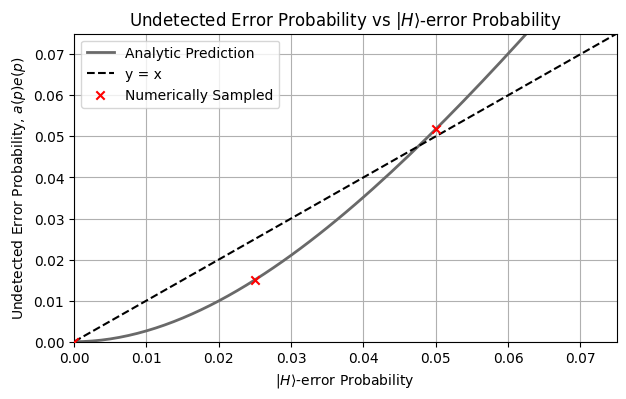 Undetected Error Probability vs |H⟩-error Probability
Undetected Error Probability, a(p)e(p)
0.07
0.06
0.05
0.04
0.03
0.02
0.01
0.00
Analytic Prediction
y = x
Numerically Sampled
0.00 0.01 0.02 0.03 0.04 0.05 0.06 0.07
|H⟩-error Probability